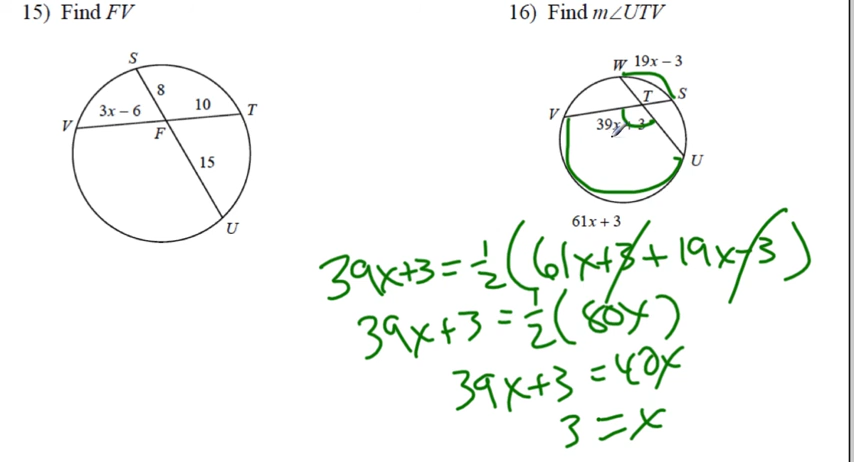 15) Find FV
16) Find m∠UTV
S
8
3x – 6
10
T
V
F
15
U
W 19x – 3
S
T
V
39x + 3
U
61x + 3
39x+3 = 1/2 (61x+3 + 19x-3)
39x+3 = 1/2 (80x)
39x+3 = 40x
3 = x